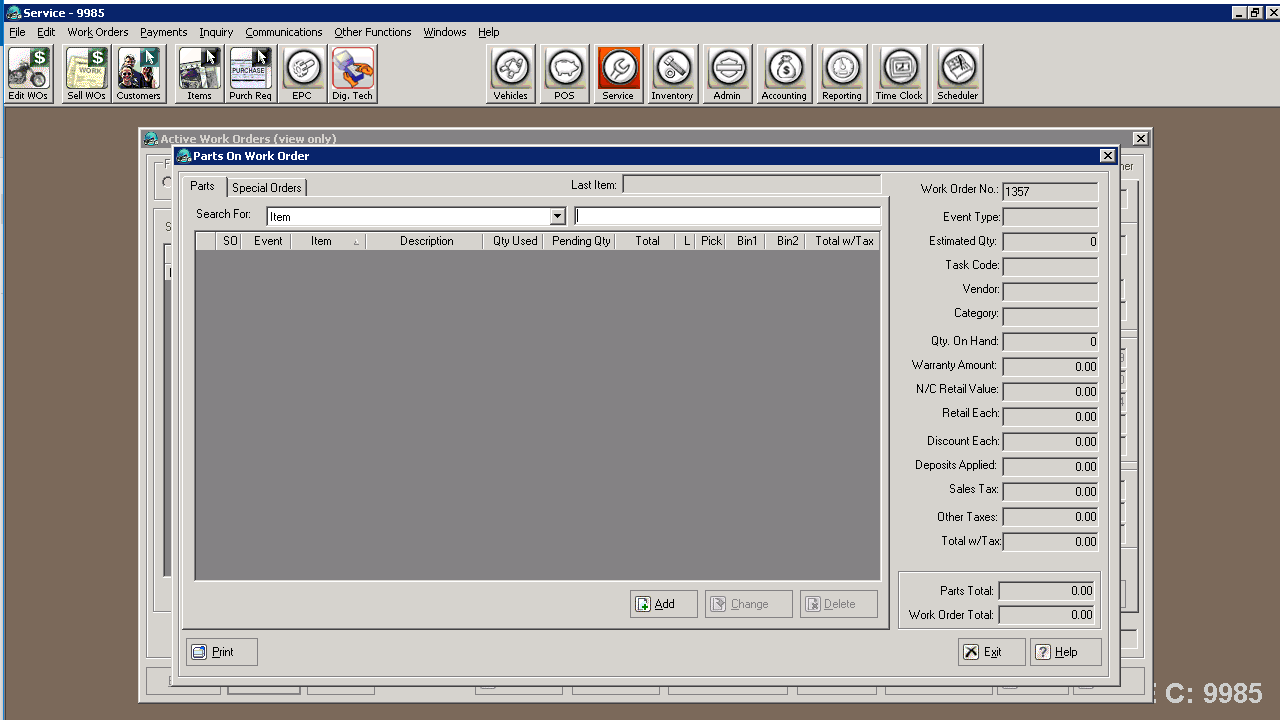 Service - 9985
File Edit Work Orders Payments Inquiry Communications Other Functions Windows Help
Edit WOs Sell WOs Customers Items Purch Req EPC Dig. Tech Vehicles POS Service Inventory Admin Accounting Reporting Time Clock Scheduler
Active Work Orders (view only)
Parts On Work Order
Parts Special Orders Last Item:
Search For: Item
SO Event Item Description Qty Used Pending Qty Total L Pick Bin1 Bin2 Total w/Tax
Work Order No.: 1357
Event Type:
Estimated Qty: 0
Task Code:
Vendor:
Category:
Qty. On Hand: 0
Warranty Amount: 0.00
N/C Retail Value: 0.00
Retail Each: 0.00
Discount Each: 0.00
Deposits Applied: 0.00
Sales Tax: 0.00
Other Taxes: 0.00
Total w/Tax: 0.00
Parts Total: 0.00
Work Order Total: 0.00
Add Change Delete
Print Exit Help
C: 9985